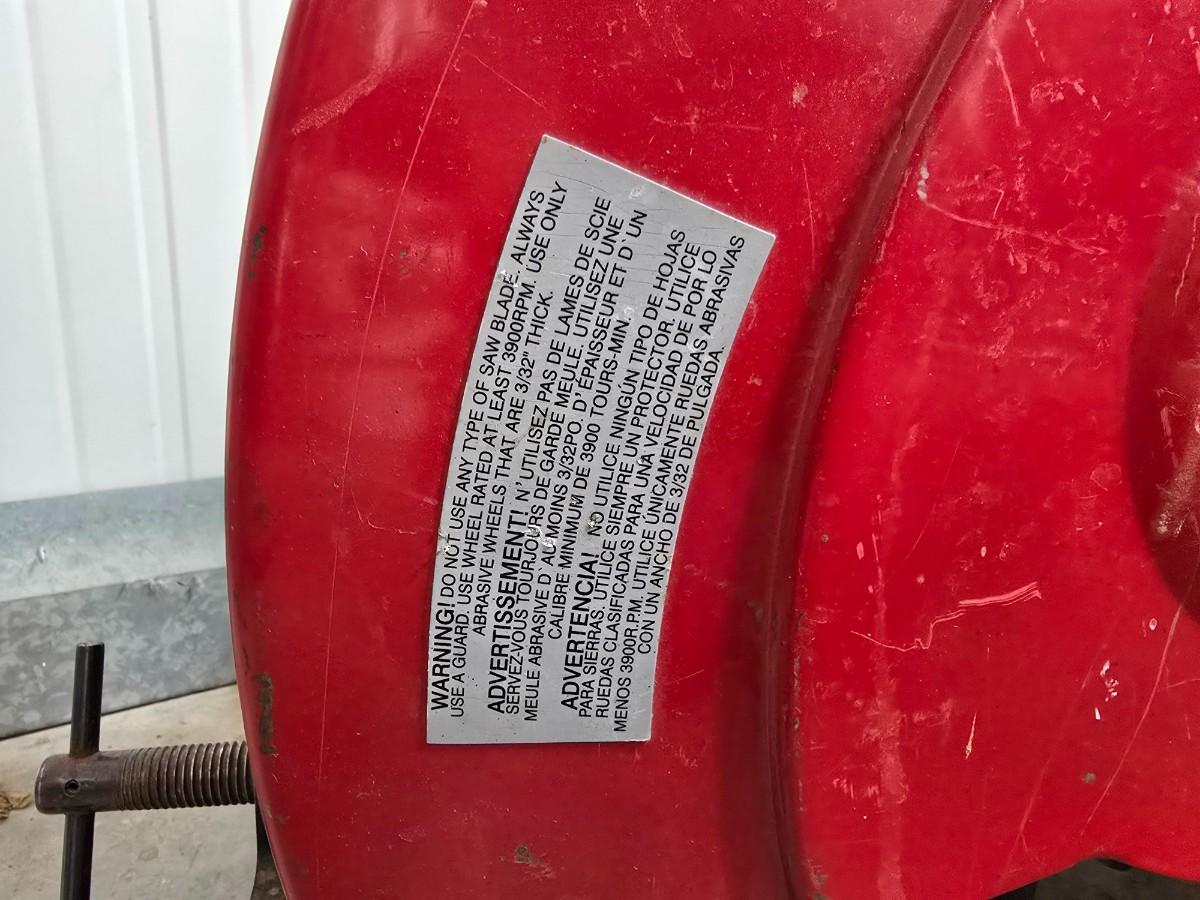 WARNING! DO NOT USE ANY TYPE OF SAW BLADE. ALWAYS
USE A GUARD. USE WHEEL RATED AT LEAST 3900RPM. USE ONLY
ABRASIVE WHEELS THAT ARE 3/32" THICK.
ADVERTISSEMENT! N'UTILISEZ PAS DE LAMES DE SCIE
SERVEZ-VOUS TOURJOURS DE GARDE MEULE. UTILISEZ UNE
MEULE ABRASIVE D`AU MOINS 3/32PO. D'ÉPAISSEUR ET D`UN
CALIBRE MINIMUM DE 3900 TOURS-MIN.
ADVERTENCIA! NO UTILICE NINGÚN TIPO DE HOJAS
PARA SIERRAS. UTILICE SIEMPRE UN PROTECTOR. UTILICE
RUEDAS CLASIFICADAS PARA UNA VELOCIDAD DE POR LO
MENOS 3900R.P.M. UTILICE ÚNICAMENTE RUEDAS ABRASIVAS
CON UN ANCHO DE 3/32 DE PULGADA.